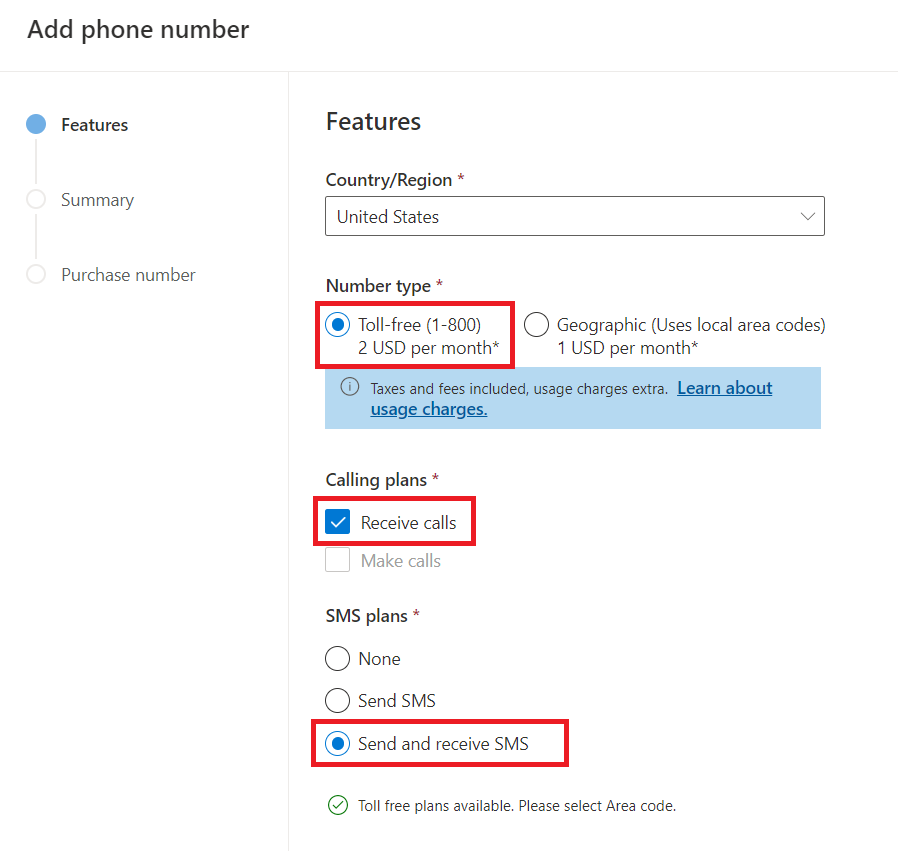 Add phone number
Features
Summary
Purchase number
Features
Country/Region *
United States
Number type *
Toll-free (1-800)
2 USD per month*
Geographic (Uses local area codes)
1 USD per month*
Taxes and fees included, usage charges extra. Learn about
usage charges.
Calling plans *
Receive calls
Make calls
SMS plans *
None
Send SMS
Send and receive SMS
Toll free plans available. Please select Area code.